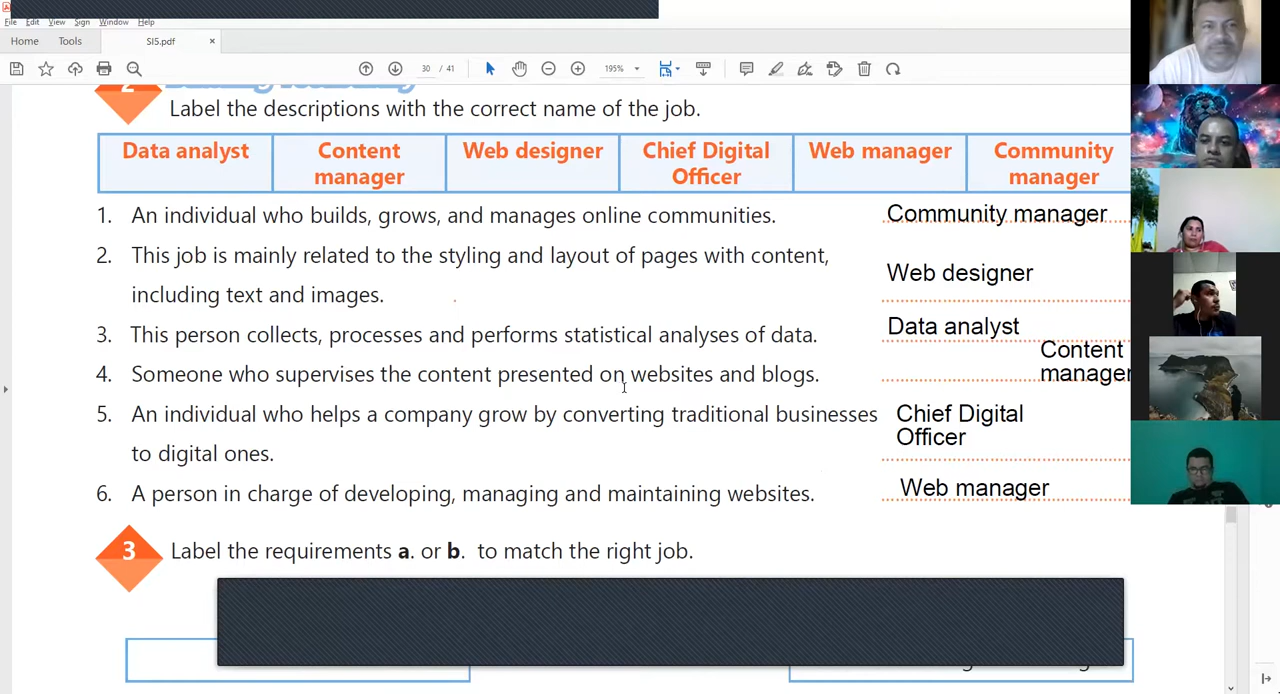 File Edit View Sign Window Help
Home Tools SI5.pdf ×
30 / 41 195%
2
Label the descriptions with the correct name of the job.
Data analyst
Content
manager
Web designer
Chief Digital
Officer
Web manager
Community
manager
1. An individual who builds, grows, and manages online communities.
Community manager
2. This job is mainly related to the styling and layout of pages with content,
including text and images.
Web designer
3. This person collects, processes and performs statistical analyses of data.
Data analyst
4. Someone who supervises the content presented on websites and blogs.
Content
manager
5. An individual who helps a company grow by converting traditional businesses
to digital ones.
Chief Digital
Officer
6. A person in charge of developing, managing and maintaining websites.
Web manager
3 Label the requirements a. or b. to match the right job.